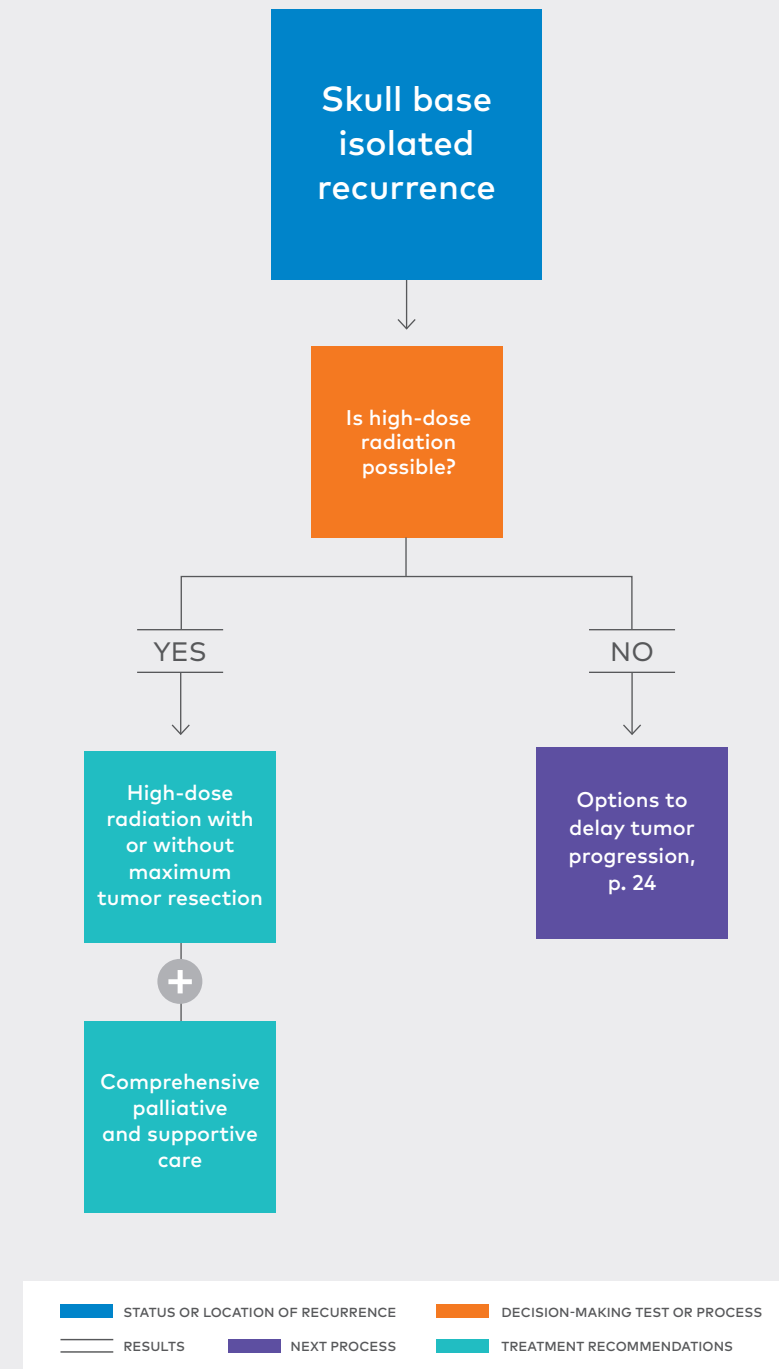 Skull base
isolated
recurrence
Is high-dose
radiation
possible?
YES
NO
High-dose
radiation with
or without
maximum
tumor resection
Options to
delay tumor
progression,
p. 24
+
Comprehensive
palliative
and supportive
care
STATUS OR LOCATION OF RECURRENCE
DECISION-MAKING TEST OR PROCESS
RESULTS
NEXT PROCESS
TREATMENT RECOMMENDATIONS